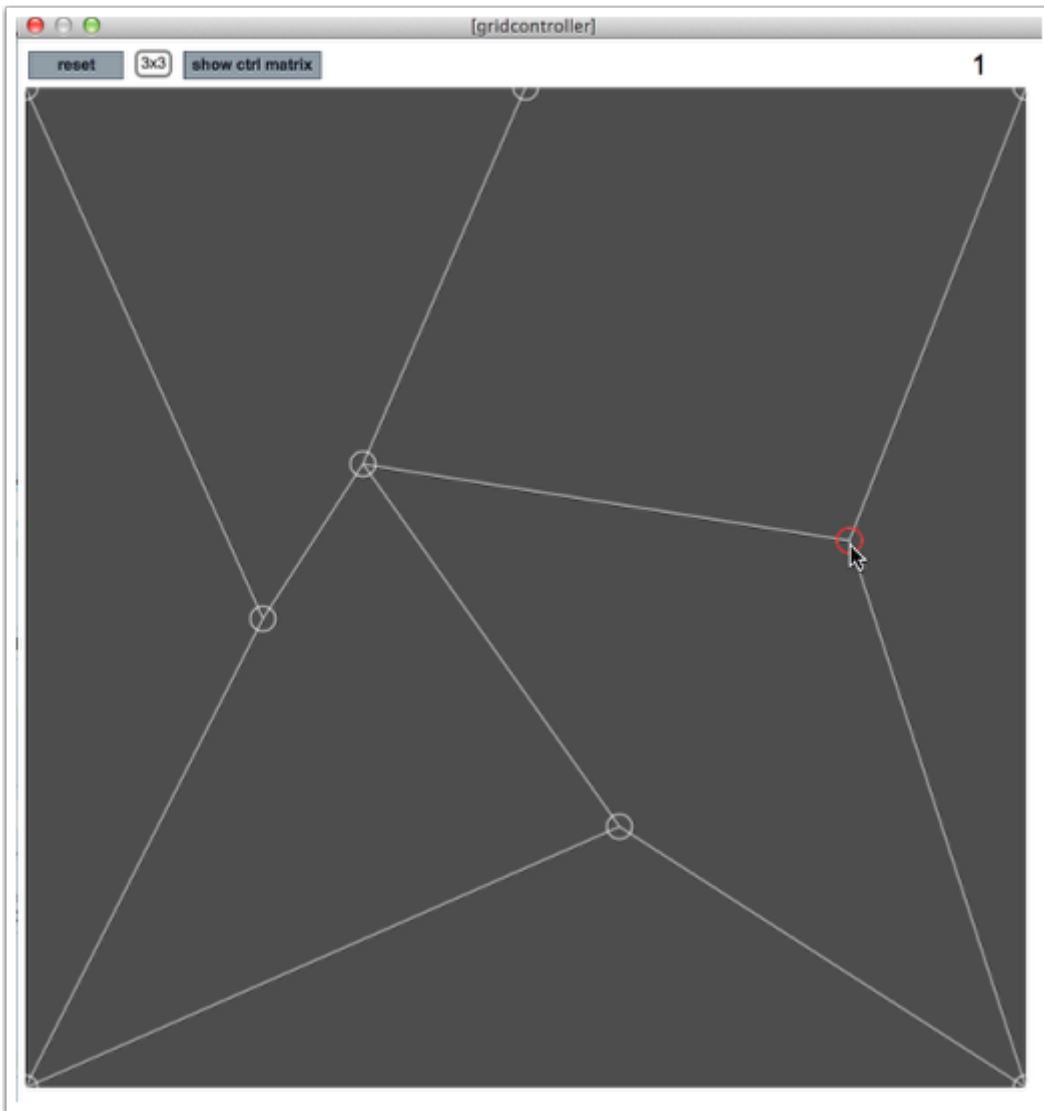 [gridcontroller]
reset 3x3 show ctrl matrix 1